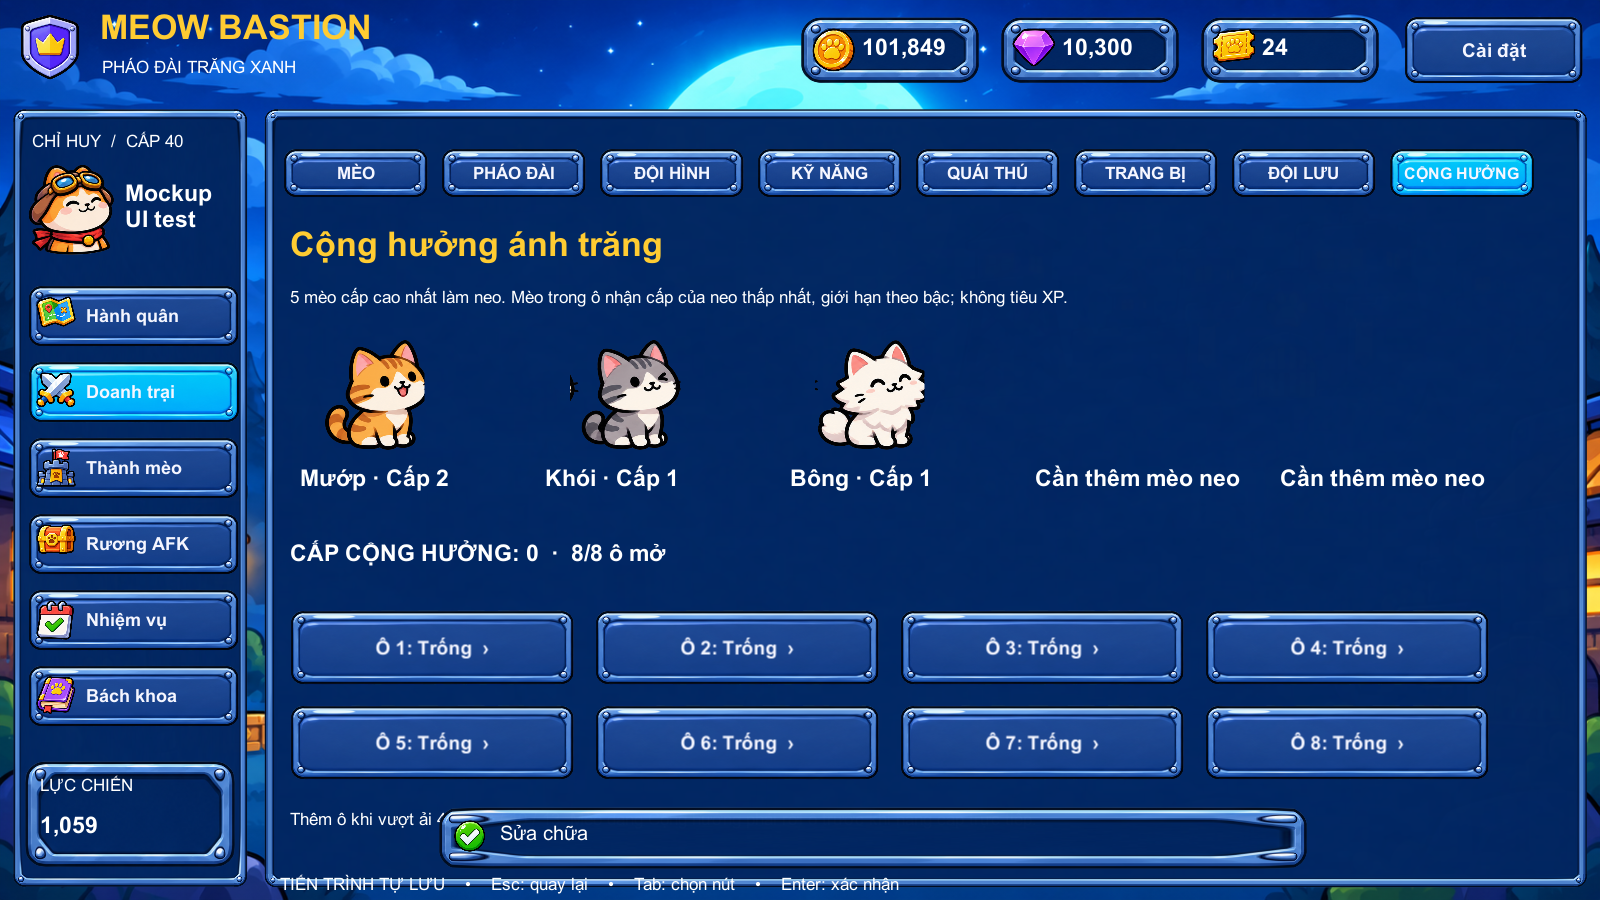 MEOW BASTION
PHÁO ĐÀI TRĂNG XANH
101,849
10,300
24
Cài đặt
CHỈ HUY / CẤP 40
Mockup
UI test
Hành quân
Doanh trại
Thành mèo
Rương AFK
Nhiệm vụ
Bách khoa
LỰC CHIẾN
1,059
MÈO
PHÁO ĐÀI
ĐỘI HÌNH
KỸ NĂNG
QUÁI THÚ
TRANG BỊ
ĐỘI LƯU
CỘNG HƯỞNG
Cộng hưởng ánh trăng
5 mèo cấp cao nhất làm neo. Mèo trong ô nhận cấp của neo thấp nhất, giới hạn theo bậc; không tiêu XP.
Mướp · Cấp 2
Khói · Cấp 1
Bông · Cấp 1
Cần thêm mèo neo
Cần thêm mèo neo
CẤP CỘNG HƯỞNG: 0 · 8/8 ô mở
Ô 1: Trống ›
Ô 2: Trống ›
Ô 3: Trống ›
Ô 4: Trống ›
Ô 5: Trống ›
Ô 6: Trống ›
Ô 7: Trống ›
Ô 8: Trống ›
Thêm ô khi vượt ải
Sửa chữa
TIẾN TRÌNH TỰ LƯU • Esc: quay lại • Tab: chọn nút • Enter: xác nhận